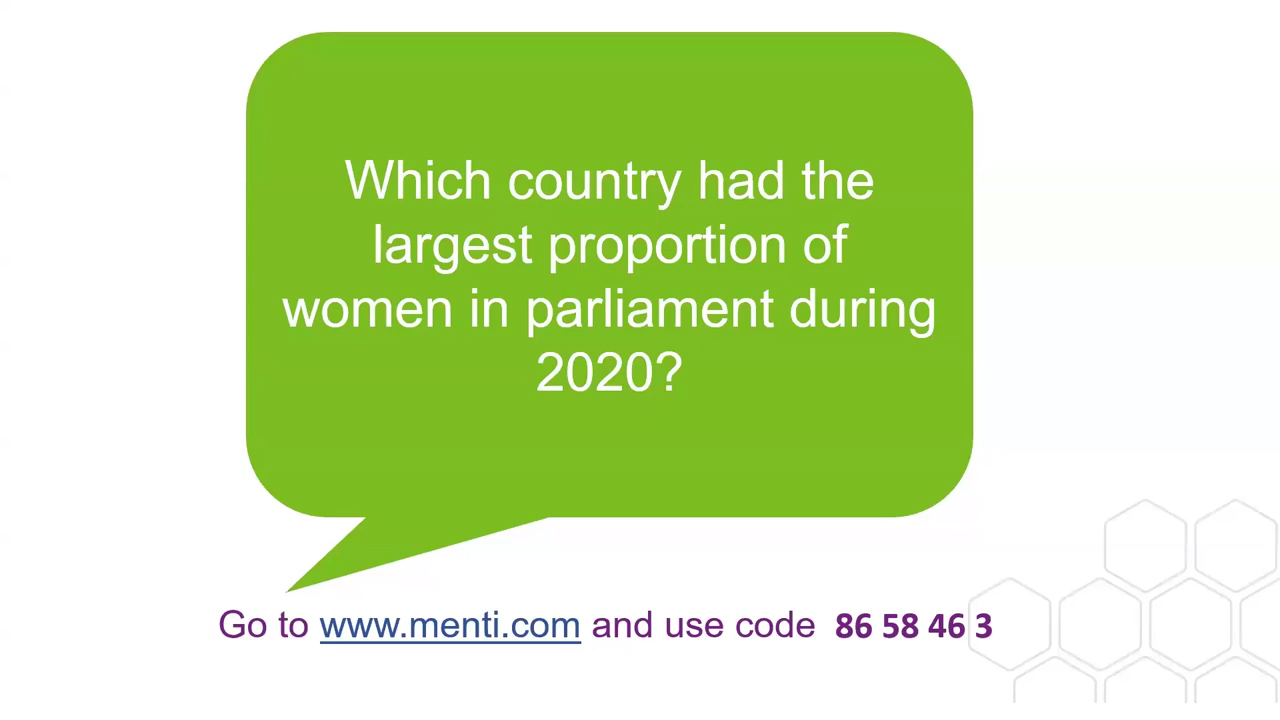 Which country had the
largest proportion of
women in parliament during
2020?
Go to www.menti.com and use code 86 58 46 3